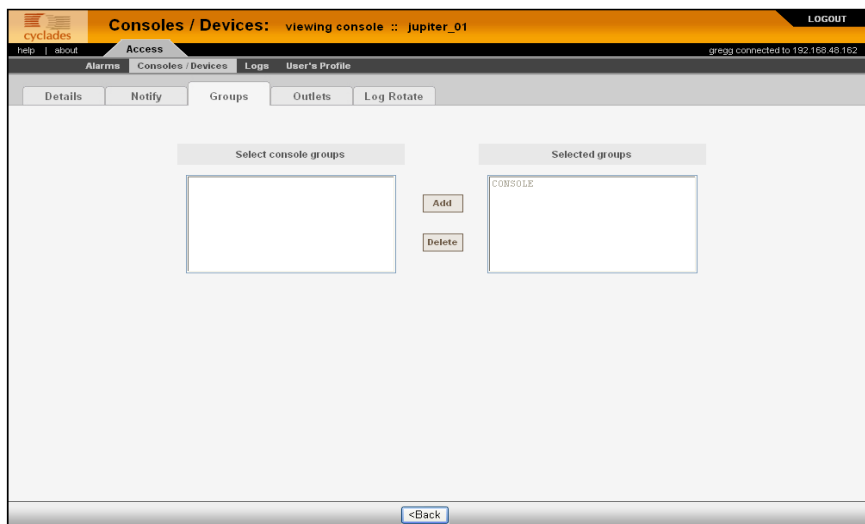 cyclades
Consoles / Devices: viewing console :: jupiter_01
LOGOUT
help | about
Access
gregg connected to 192.168.48.162
Alarms Consoles / Devices Logs User's Profile
Details Notify Groups Outlets Log Rotate
Select console groups
Selected groups
CONSOLE
Add
Delete
<Back